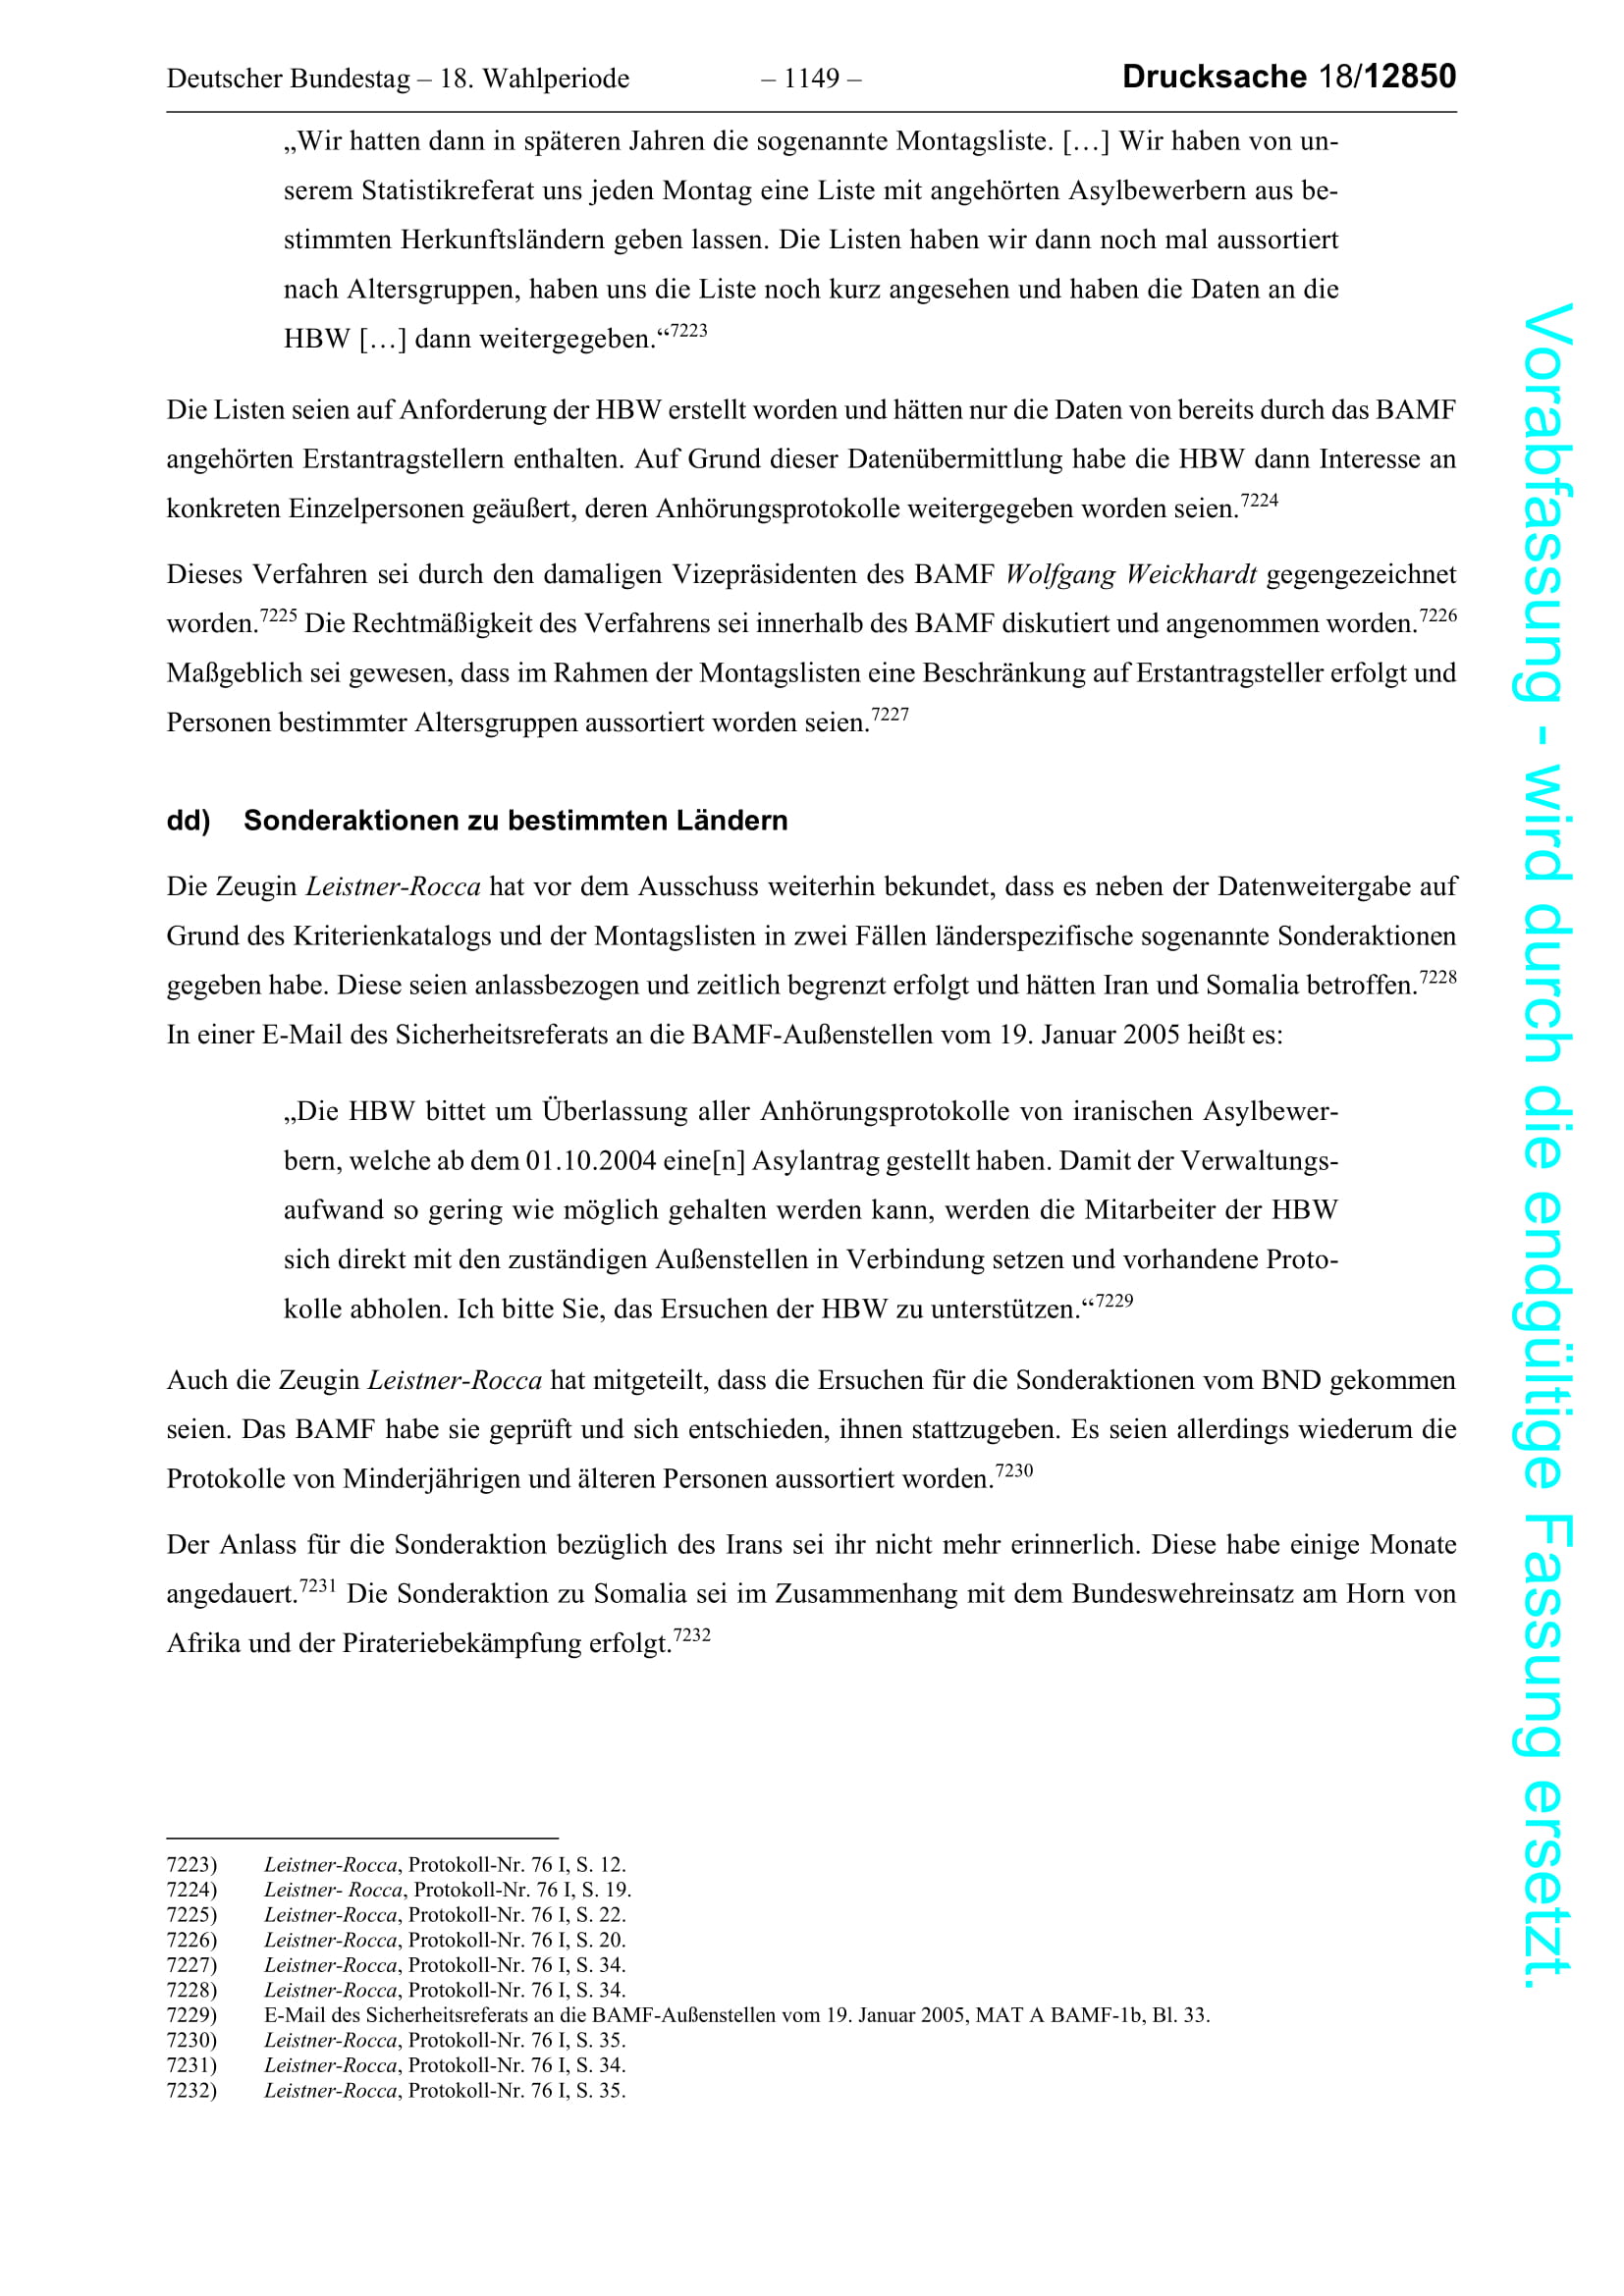 Deutscher Bundestag – 18. Wahlperiode – 1149 – Drucksache 18/12850
„Wir hatten dann in späteren Jahren die sogenannte Montagsliste. […] Wir haben von un-
serem Statistikreferat uns jeden Montag eine Liste mit angehörten Asylbewerbern aus be-
stimmten Herkunftsländern geben lassen. Die Listen haben wir dann noch mal aussortiert
nach Altersgruppen, haben uns die Liste noch kurz angesehen und haben die Daten an die
HBW […] dann weitergegeben.“7223
Die Listen seien auf Anforderung der HBW erstellt worden und hätten nur die Daten von bereits durch das BAMF
angehörten Erstantragstellern enthalten. Auf Grund dieser Datenübermittlung habe die HBW dann Interesse an
konkreten Einzelpersonen geäußert, deren Anhörungsprotokolle weitergegeben worden seien.7224
Dieses Verfahren sei durch den damaligen Vizepräsidenten des BAMF Wolfgang Weickhardt gegengezeichnet
worden.7225 Die Rechtmäßigkeit des Verfahrens sei innerhalb des BAMF diskutiert und angenommen worden.7226
Maßgeblich sei gewesen, dass im Rahmen der Montagslisten eine Beschränkung auf Erstantragsteller erfolgt und
Personen bestimmter Altersgruppen aussortiert worden seien.7227
dd) Sonderaktionen zu bestimmten Ländern
Die Zeugin Leistner-Rocca hat vor dem Ausschuss weiterhin bekundet, dass es neben der Datenweitergabe auf
Grund des Kriterienkatalogs und der Montagslisten in zwei Fällen länderspezifische sogenannte Sonderaktionen
gegeben habe. Diese seien anlassbezogen und zeitlich begrenzt erfolgt und hätten Iran und Somalia betroffen.7228
In einer E-Mail des Sicherheitsreferats an die BAMF-Außenstellen vom 19. Januar 2005 heißt es:
„Die HBW bittet um Überlassung aller Anhörungsprotokolle von iranischen Asylbewer-
bern, welche ab dem 01.10.2004 eine[n] Asylantrag gestellt haben. Damit der Verwaltungs-
aufwand so gering wie möglich gehalten werden kann, werden die Mitarbeiter der HBW
sich direkt mit den zuständigen Außenstellen in Verbindung setzen und vorhandene Proto-
kolle abholen. Ich bitte Sie, das Ersuchen der HBW zu unterstützen.“7229
Auch die Zeugin Leistner-Rocca hat mitgeteilt, dass die Ersuchen für die Sonderaktionen vom BND gekommen
seien. Das BAMF habe sie geprüft und sich entschieden, ihnen stattzugeben. Es seien allerdings wiederum die
Protokolle von Minderjährigen und älteren Personen aussortiert worden.7230
Der Anlass für die Sonderaktion bezüglich des Irans sei ihr nicht mehr erinnerlich. Diese habe einige Monate
angedauert.7231 Die Sonderaktion zu Somalia sei im Zusammenhang mit dem Bundeswehreinsatz am Horn von
Afrika und der Pirateriebekämpfung erfolgt.7232
7223) Leistner-Rocca, Protokoll-Nr. 76 I, S. 12.
7224) Leistner- Rocca, Protokoll-Nr. 76 I, S. 19.
7225) Leistner-Rocca, Protokoll-Nr. 76 I, S. 22.
7226) Leistner-Rocca, Protokoll-Nr. 76 I, S. 20.
7227) Leistner-Rocca, Protokoll-Nr. 76 I, S. 34.
7228) Leistner-Rocca, Protokoll-Nr. 76 I, S. 34.
7229) E-Mail des Sicherheitsreferats an die BAMF-Außenstellen vom 19. Januar 2005, MAT A BAMF-1b, Bl. 33.
7230) Leistner-Rocca, Protokoll-Nr. 76 I, S. 35.
7231) Leistner-Rocca, Protokoll-Nr. 76 I, S. 34.
7232) Leistner-Rocca, Protokoll-Nr. 76 I, S. 35.
Vorabfassung - wird durch die endgültige Fassung ersetzt.